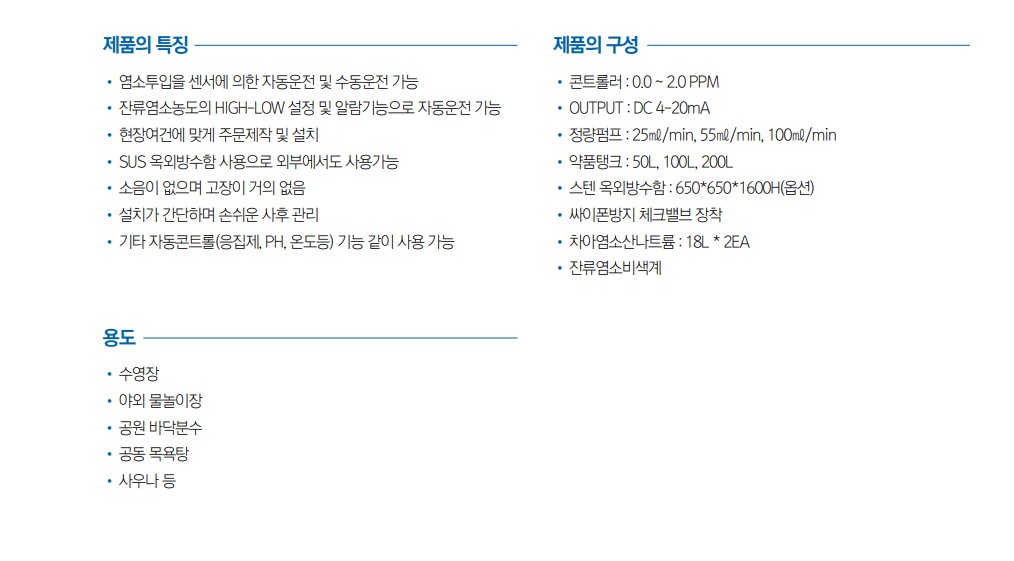 제품의 특징
• 염소투입을 센서에 의한 자동운전 및 수동운전 가능
• 잔류염소농도의 HIGH-LOW 설정 및 알람기능으로 자동운전 가능
• 현장여건에 맞게 주문제작 및 설치
• SUS 옥외방수함 사용으로 외부에서도 사용가능
• 소음이 없으며 고장이 거의 없음
• 설치가 간단하며 손쉬운 사후 관리
• 기타 자동콘트롤(응집제, PH, 온도등) 기능 같이 사용 가능
제품의 구성
• 콘트롤러 : 0.0 ~ 2.0 PPM
• OUTPUT : DC 4-20mA
• 정량펌프 : 25㎖/min, 55㎖/min, 100㎖/min
• 약품탱크 : 50L, 100L, 200L
• 스텐 옥외방수함 : 650*650*1600H(옵션)
• 싸이폰방지 체크밸브 장착
• 차아염소산나트륨 : 18L * 2EA
• 잔류염소비색계
용도
• 수영장
• 야외 물놀이장
• 공원 바닥분수
• 공동 목욕탕
• 사우나 등